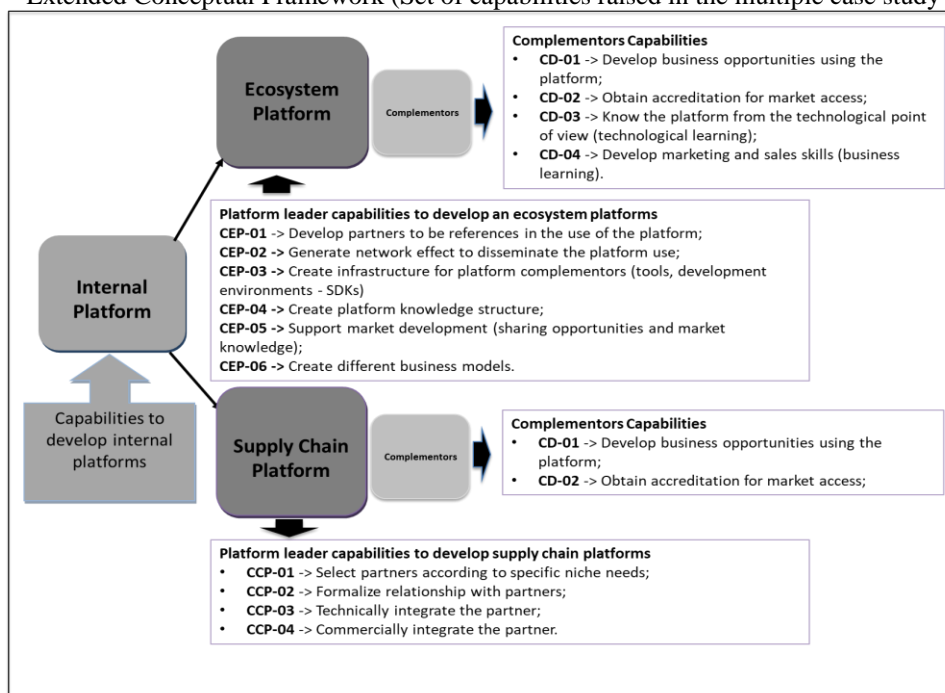 Extended Conceptual Framework (Set of capabilities raised in the multiple case study
Ecosystem
Platform
Complementors
Complementors Capabilities
• CD-01 -> Develop business opportunities using the
platform;
• CD-02 -> Obtain accreditation for market access;
• CD-03 -> Know the platform from the technological point
of view (technological learning);
• CD-04 -> Develop marketing and sales skills (business
learning).
Platform leader capabilities to develop an ecosystem platforms
CEP-01 -> Develop partners to be references in the use of the platform;
CEP-02 -> Generate network effect to disseminate the platform use;
CEP-03 -> Create infrastructure for platform complementors (tools, development
environments - SDKs)
CEP-04 -> Create platform knowledge structure;
CEP-05 -> Support market development (sharing opportunities and market
knowledge);
CEP-06 -> Create different business models.
Internal
Platform
Capabilities to
develop internal
platforms
Supply Chain
Platform
Complementors
Complementors Capabilities
• CD-01 -> Develop business opportunities using the
platform;
• CD-02 -> Obtain accreditation for market access;
Platform leader capabilities to develop supply chain platforms
• CCP-01 -> Select partners according to specific niche needs;
• CCP-02 -> Formalize relationship with partners;
• CCP-03 -> Technically integrate the partner;
• CCP-04 -> Commercially integrate the partner.